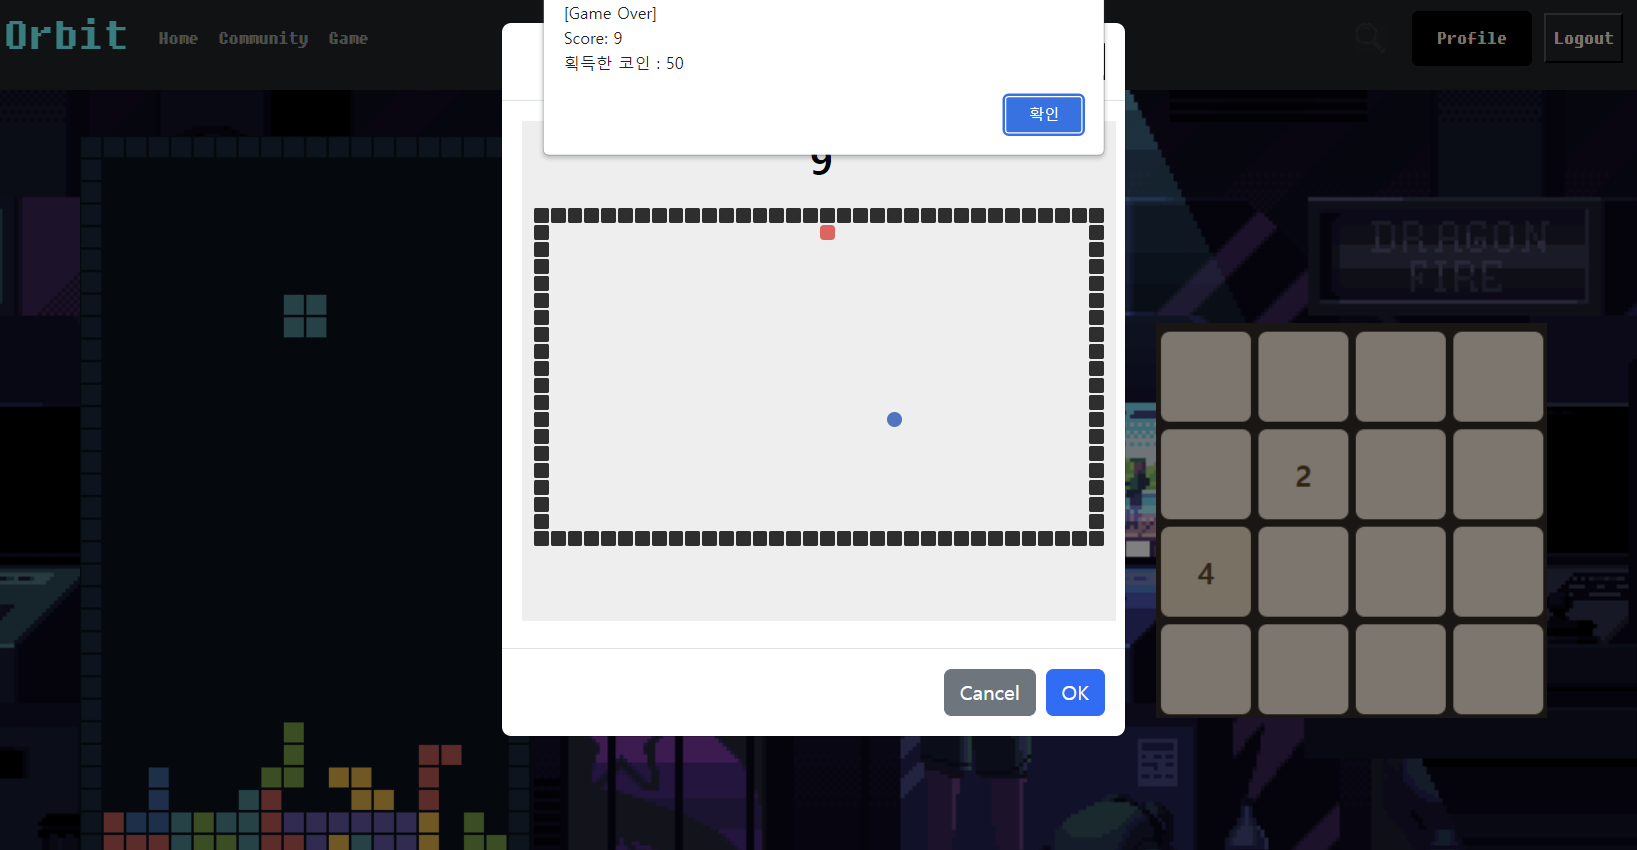 Orbit
Home Community Game
Profile
Logout
[Game Over]
Score: 9
획득한 코인 : 50
확인
9
DRAGON
FIRE
2
4
Cancel
OK